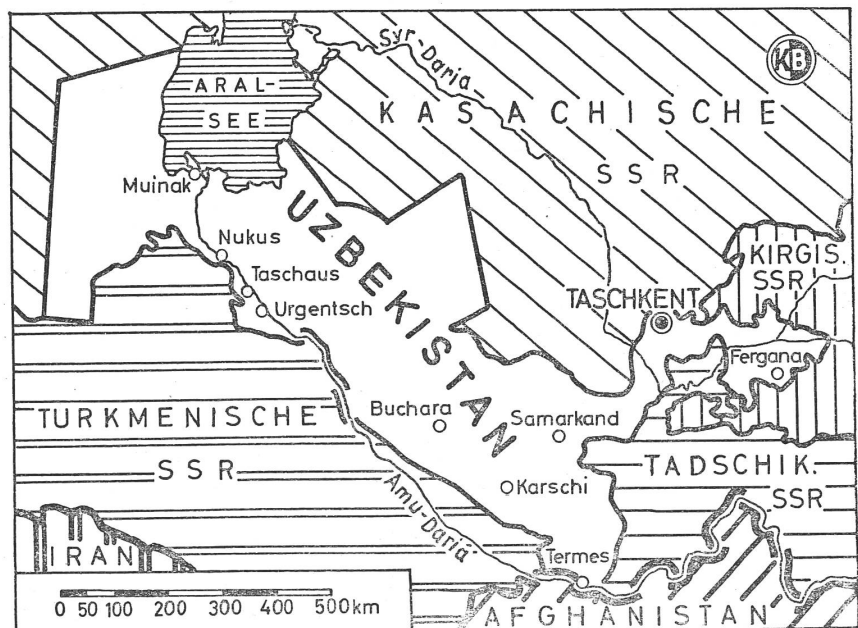 Syr-Daria
KB
ARAL-
SEE
KASACHISCHE
SSR
Muinak
UZBEKISTAN
Nukus
Taschaus
Urgentsch
KIRGIS.
SSR
TASCHKENT
Fergana
TURKMENISCHE
SSR
Buchara
Samarkand
TADSCHIK.
SSR
Karschi
Amu-Daria
IRAN
Termes
AFGHANISTAN
0 50 100 200 300 400 500km